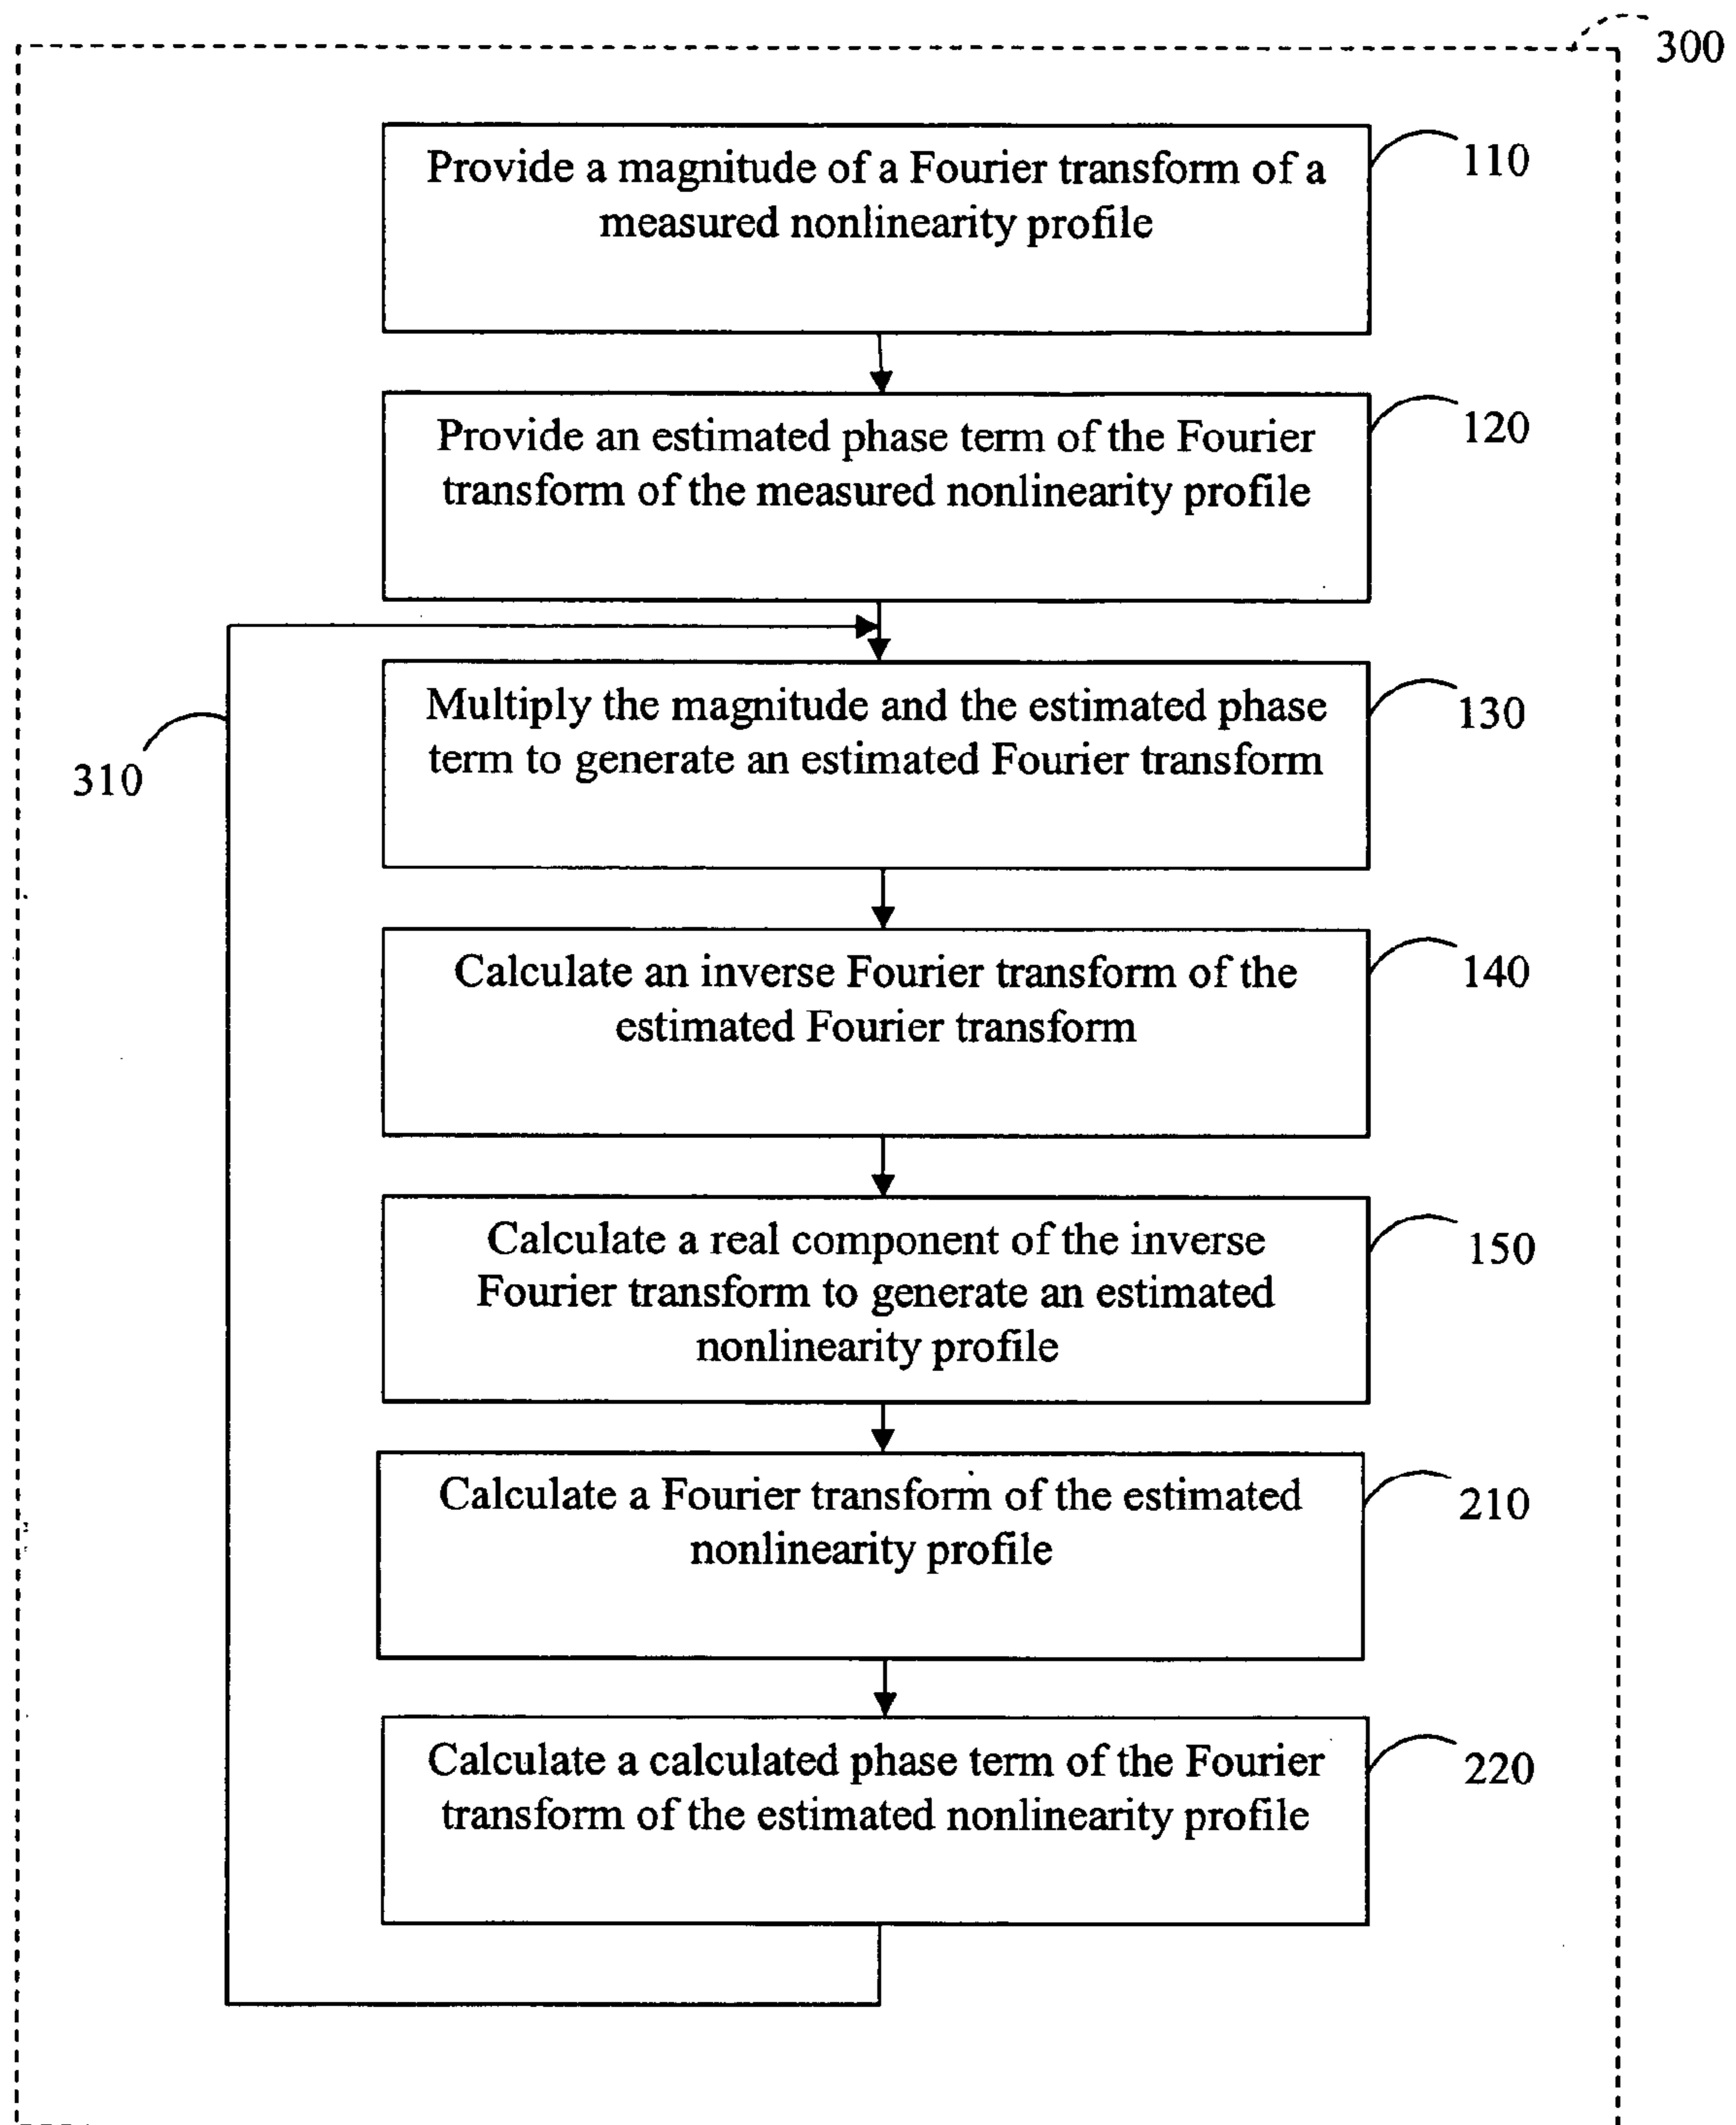 300
Provide a magnitude of a Fourier transform of a
measured nonlinearity profile
110
Provide an estimated phase term of the Fourier
transform of the measured nonlinearity profile
120
Multiply the magnitude and the estimated phase
term to generate an estimated Fourier transform
130
310
Calculate an inverse Fourier transform of the
estimated Fourier transform
140
Calculate a real component of the inverse
Fourier transform to generate an estimated
nonlinearity profile
150
Calculate a Fourier transform of the estimated
nonlinearity profile
210
Calculate a calculated phase term of the Fourier
transform of the estimated nonlinearity profile
220